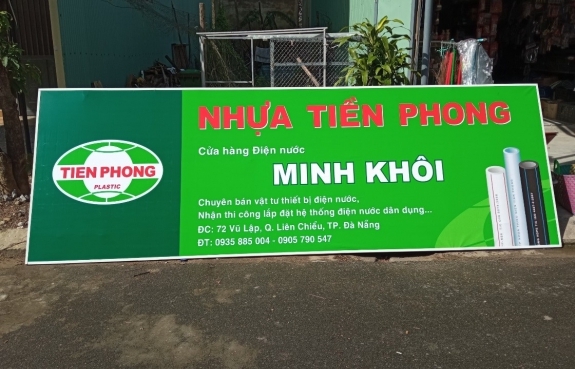 NHỰA TIỀN PHONG
TIEN PHONG
PLASTIC
Cửa hàng Điện nước
MINH KHÔI
Chuyên bán vật tư thiết bị điện nước,
Nhận thi công lắp đặt hệ thống điện nước dân dụng...
ĐC: 72 Vũ Lập, Q. Liên Chiểu, TP. Đà Nẵng
ĐT: 0935 885 004 - 0905 790 547